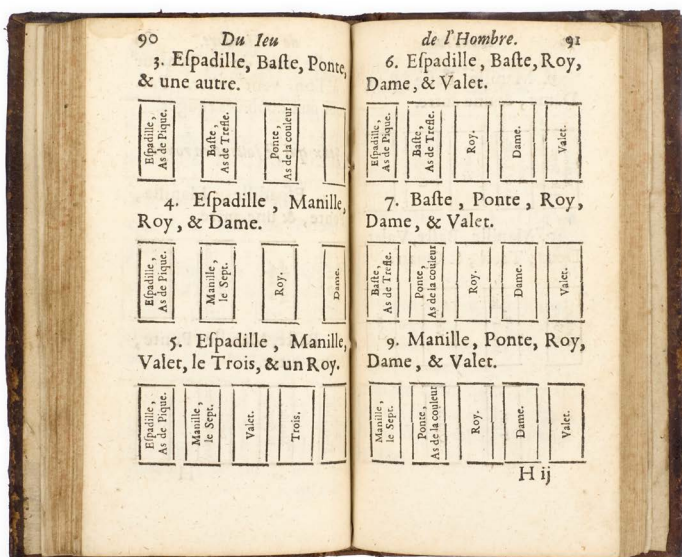 90 Du Ieu
3. Eſpadille, Baſte, Ponte,
& une autre.
Eſpadille,
As de Pique.
Baſte,
As de Trefle.
Ponte,
As de la couleur
4. Eſpadille, Manille,
Roy, & Dame.
Eſpadille,
As de Pique.
Manille,
le Sept.
Roy.
Dame.
5. Eſpadille, Manille,
Valet, le Trois, & un Roy.
Eſpadille,
As de Pique.
Manille,
le Sept.
Valet.
Trois.
de l'Hombre. 91
6. Eſpadille, Baſte, Roy,
Dame, & Valet.
Eſpadille,
As de Pique.
Baſte,
As de Trefle.
Roy.
Dame.
Valet.
7. Baſte, Ponte, Roy,
Dame, & Valet.
Baſte,
As de Trefle.
Ponte,
As de la couleur
Roy.
Dame.
Valet.
9. Manille, Ponte, Roy,
Dame, & Valet.
Manille,
le Sept.
Ponte,
As de la couleur
Roy.
Dame.
Valet.
H ij